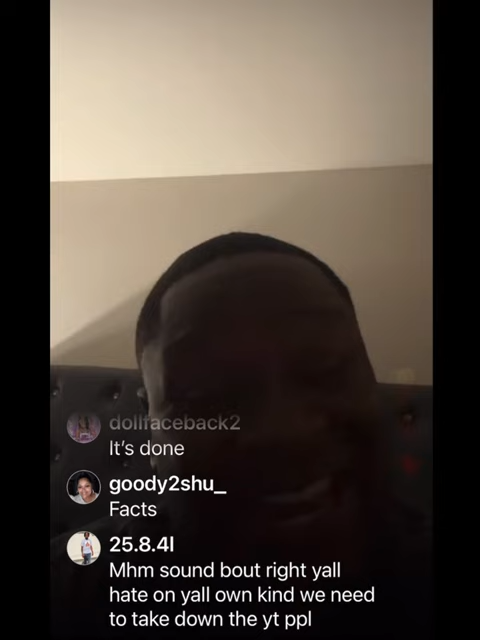 dollfaceback2
It's done
goody2shu_
Facts
25.8.4l
Mhm sound bout right yall
hate on yall own kind we need
to take down the yt ppl